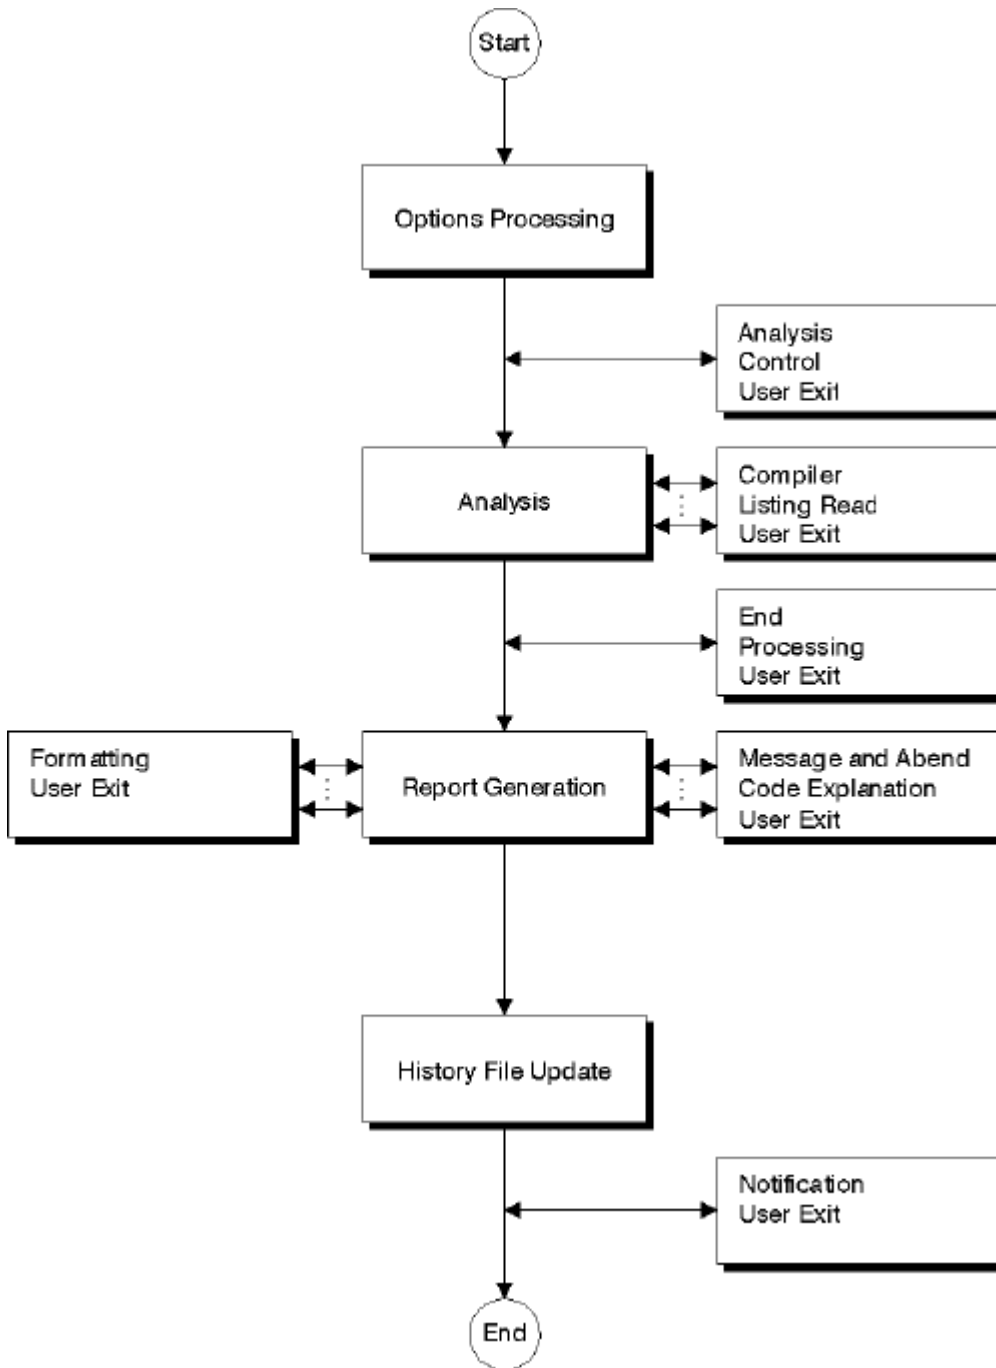 Start
Options Processing
Analysis
Control
User Exit
Analysis
Compiler
Listing Read
User Exit
End
Processing
User Exit
Formatting
User Exit
Report Generation
Message and Abend
Code Explanation
User Exit
History File Update
Notification
User Exit
End